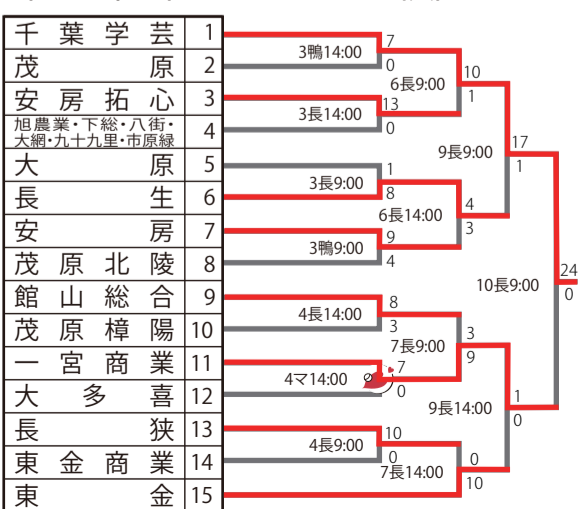 千葉学芸 1
茂原 2
安房拓心 3
旭農業・下総・八街・
大網・九十九里・市原緑 4
大原 5
長生 6
安房 7
茂原北陵 8
館山総合 9
茂原樟陽 10
一宮商業 11
大多喜 12
長狭 13
東金商業 14
東金 15
3鴨14:00
7
0
3長14:00
13
0
3長9:00
1
8
3鴨9:00
9
4
4長14:00
8
3
4マ14:00
7
0
4長9:00
10
0
6長9:00
10
1
6長14:00
4
3
7長9:00
3
9
7長14:00
0
10
9長9:00
17
1
9長14:00
1
0
10長9:00
24
0